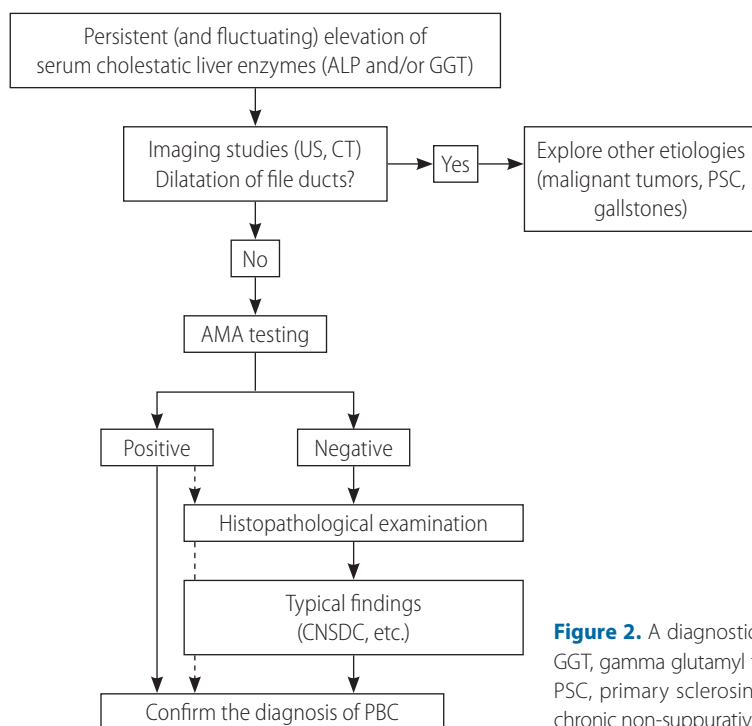 Persistent (and fluctuating) elevation of
serum cholestatic liver enzymes (ALP and/or GGT)
Imaging studies (US, CT)
Dilatation of file ducts?
Yes
Explore other etiologies
(malignant tumors, PSC,
gallstones)
No
AMA testing
Positive
Negative
Histopathological examination
Typical findings
(CNSDC, etc.)
Confirm the diagnosis of PBC
Figure 2. A diagnostic
GGT, gamma glutamyl
PSC, primary sclerosin
chronic non-suppurativ